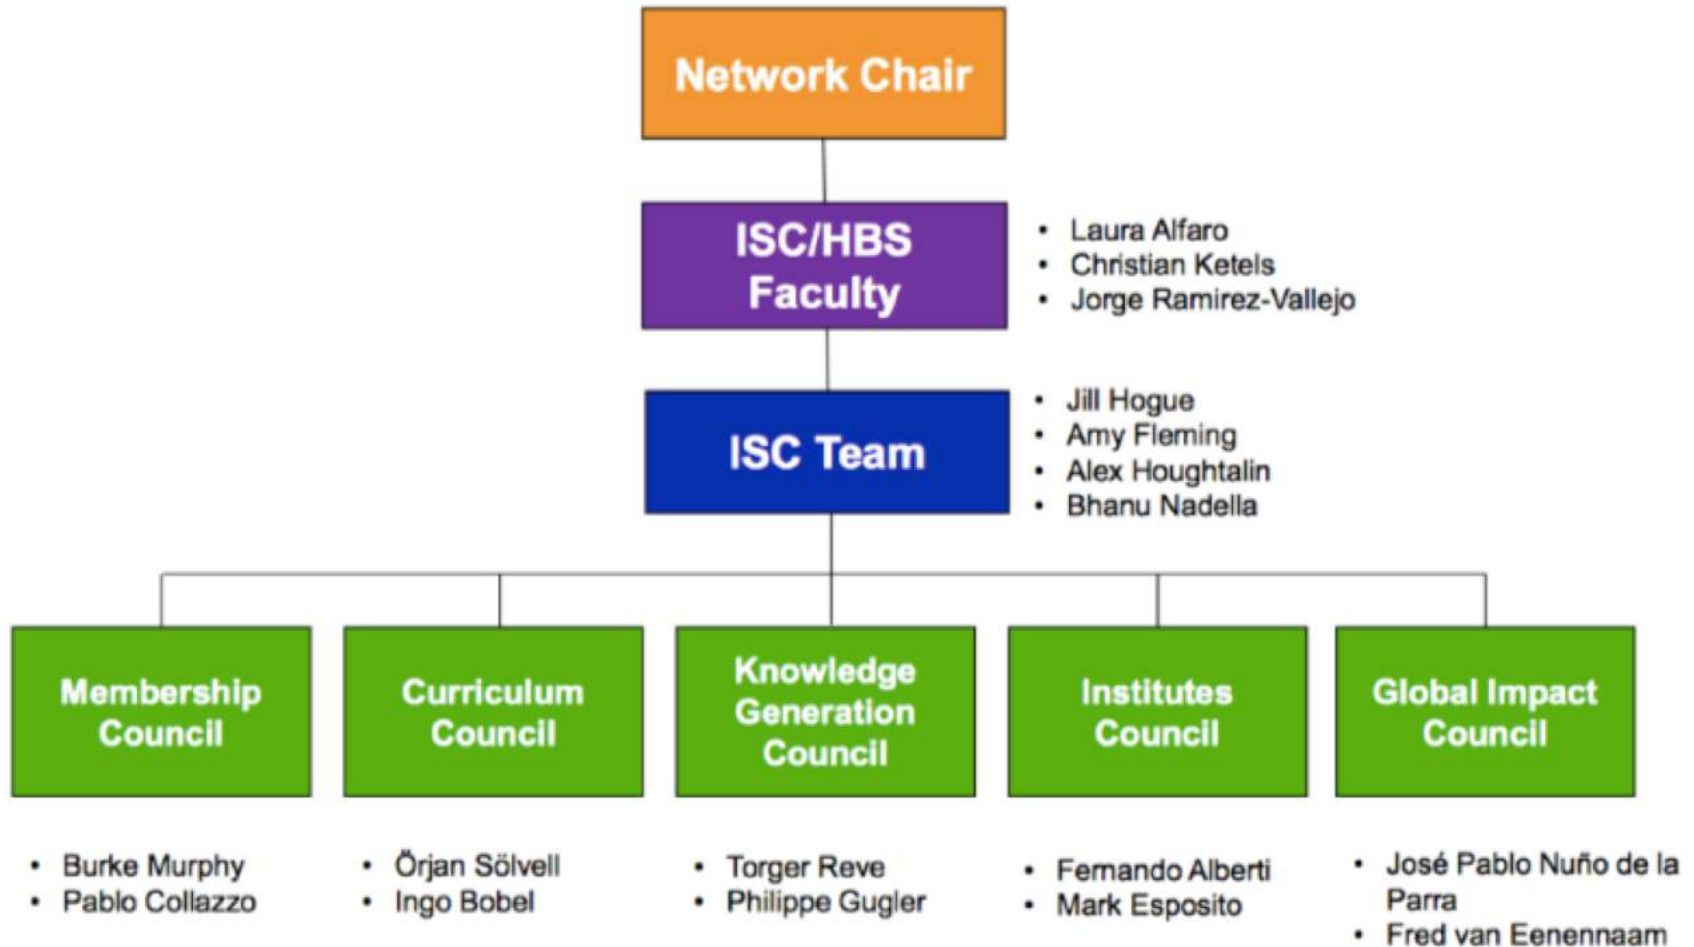 Network Chair
ISC/HBS
Faculty
• Laura Alfaro
• Christian Ketels
• Jorge Ramirez-Vallejo
ISC Team
• Jill Hogue
• Amy Fleming
• Alex Houghtalin
• Bhanu Nadella
Membership
Council
Curriculum
Council
Knowledge
Generation
Council
Institutes
Council
Global Impact
Council
• Burke Murphy
• Pablo Collazzo
• Örjan Sölvell
• Ingo Bobel
• Torger Reve
• Philippe Gugler
• Fernando Alberti
• Mark Esposito
• José Pablo Nuño de la
Parra
• Fred van Eenennaam